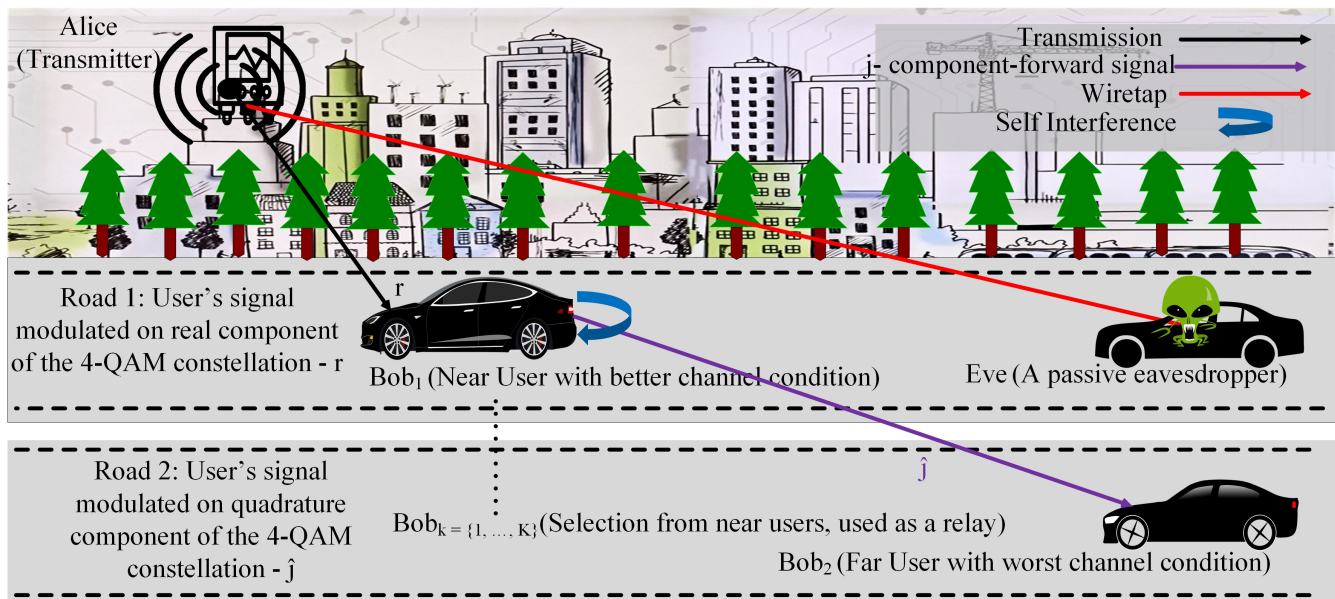 Alice
(Transmitter)
Transmission
j- component-forward signal
Wiretap
Self Interference
r
Road 1: User's signal
modulated on real component
of the 4-QAM constellation - r
Bob₁ (Near User with better channel condition)
Eve (A passive eavesdropper)
Road 2: User's signal
modulated on quadrature
component of the 4-QAM
constellation - ĵ
ĵ
Bobₖ = {1, ..., K} (Selection from near users, used as a relay)
Bob₂ (Far User with worst channel condition)